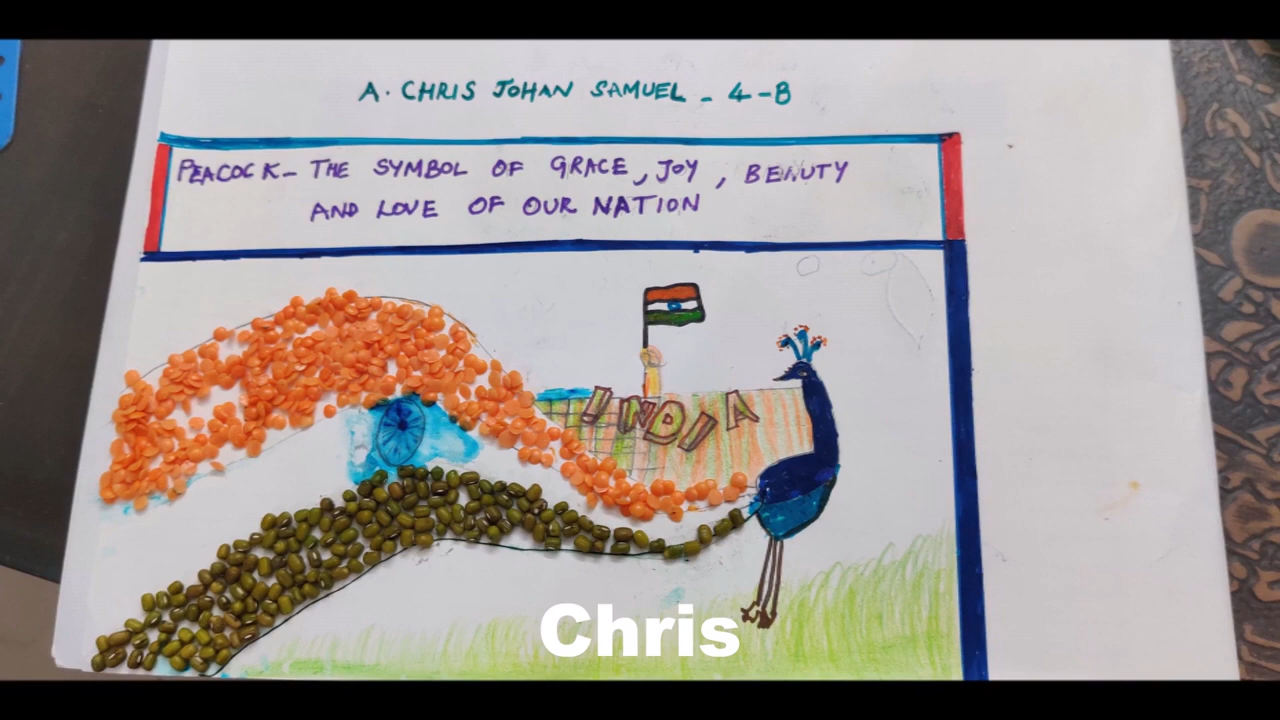 A. CHRIS JOHAN SAMUEL - 4-B
PEACOCK - THE SYMBOL OF GRACE, JOY, BEAUTY
AND LOVE OF OUR NATION
INDIA
Chris